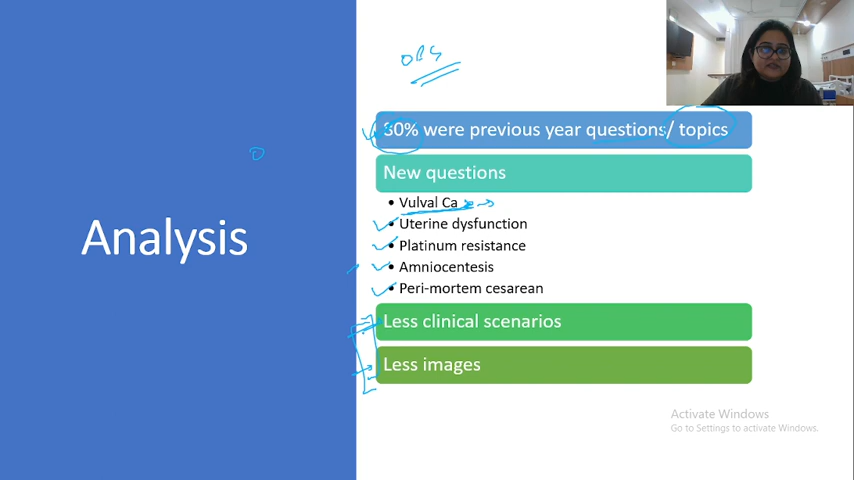 OBG
80% were previous year questions/ topics
New questions
• Vulval Ca
• Uterine dysfunction
Analysis
• Platinum resistance
• Amniocentesis
• Peri-mortem cesarean
Less clinical scenarios
Less images
Activate Windows
Go to Settings to activate Windows.